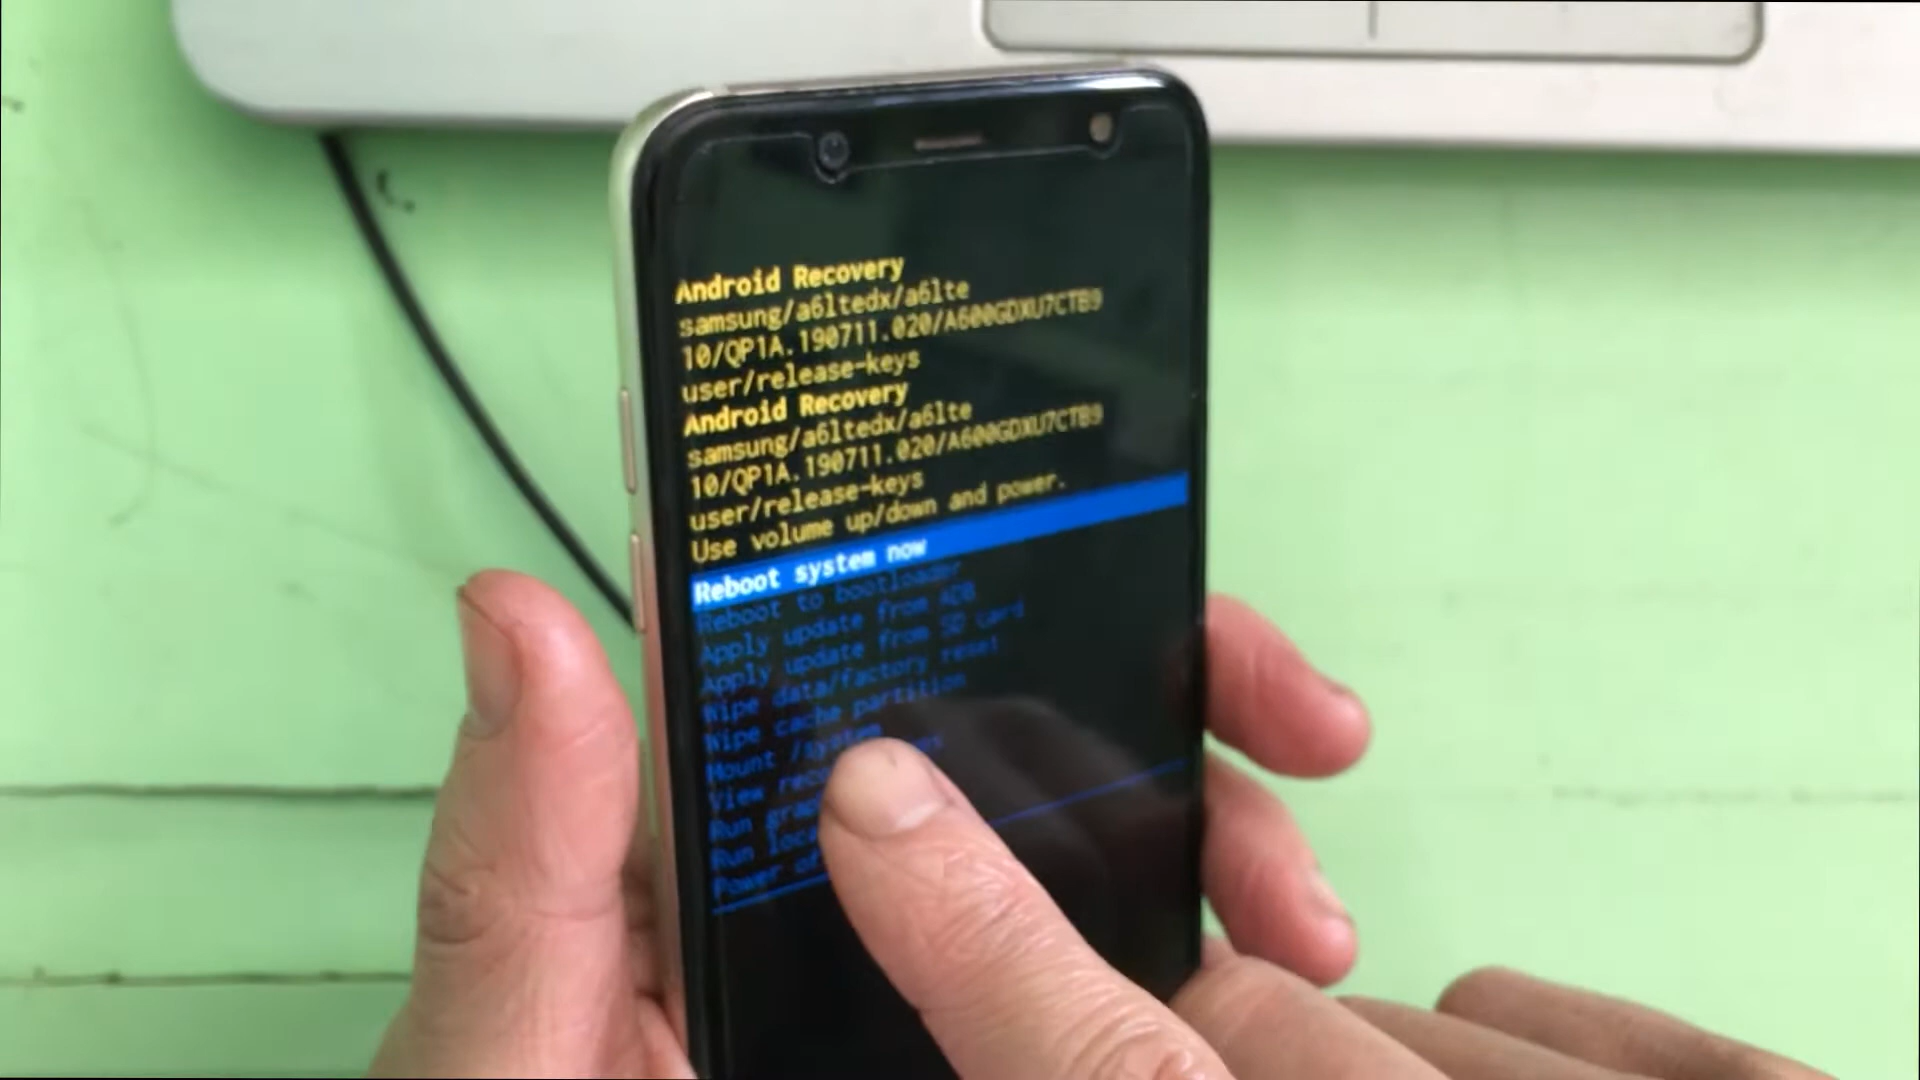 Android Recovery
samsung/a6ltedx/a6lte
10/QP1A.190711.020/A600GDXU7CTB9
user/release-keys
Android Recovery
samsung/a6ltedx/a6lte
10/QP1A.190711.020/A600GDXU7CTB9
user/release-keys
Use volume up/down and power.
Reboot system now
Reboot to bootloader
Apply update from ADB
Apply update from SD card
Wipe data/factory reset
Wipe cache partition
Mount /system
View
Run
Run
Power